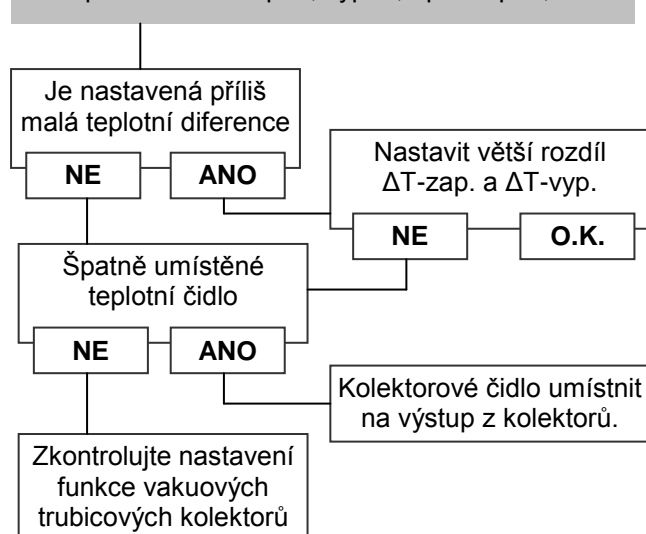 Je nastavená příliš
malá teplotní diference
NE ANO
Nastavit větší rozdíl
ΔT-zap. a ΔT-vyp.
NE O.K.
Špatně umístěné
teplotní čidlo
NE ANO
Kolektorové čidlo umístnit
na výstup z kolektorů.
Zkontrolujte nastavení
funkce vakuových
trubicových kolektorů